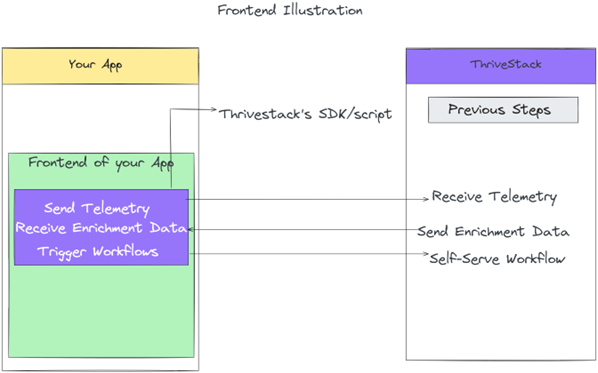 Frontend Illustration
Your App
ThriveStack
Previous Steps
Thrivestack's SDK/script
Frontend of your App
Send Telemetry
Receive Enrichment Data
Trigger Workflows
Receive Telemetry
Send Enrichment Data
Self-Serve Workflow